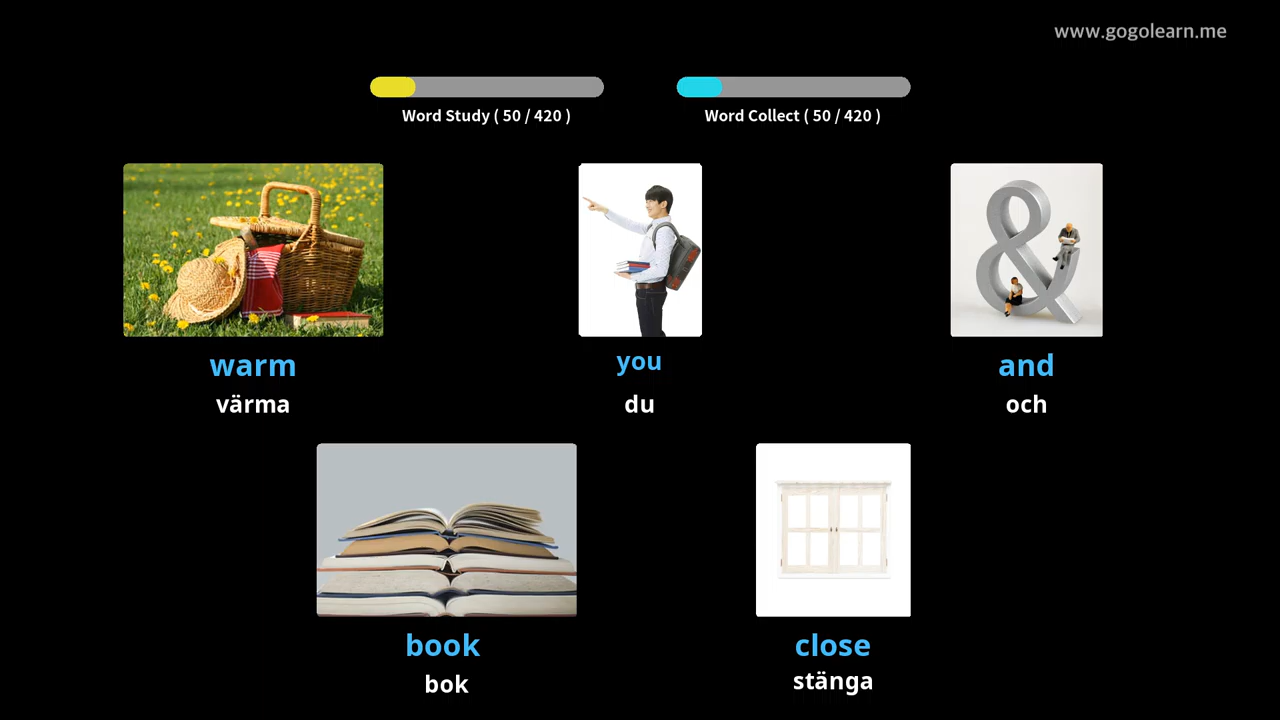 www.gogolearn.me
Word Study ( 50 / 420 )
Word Collect ( 50 / 420 )
warm
värma
you
du
and
och
book
bok
close
stänga